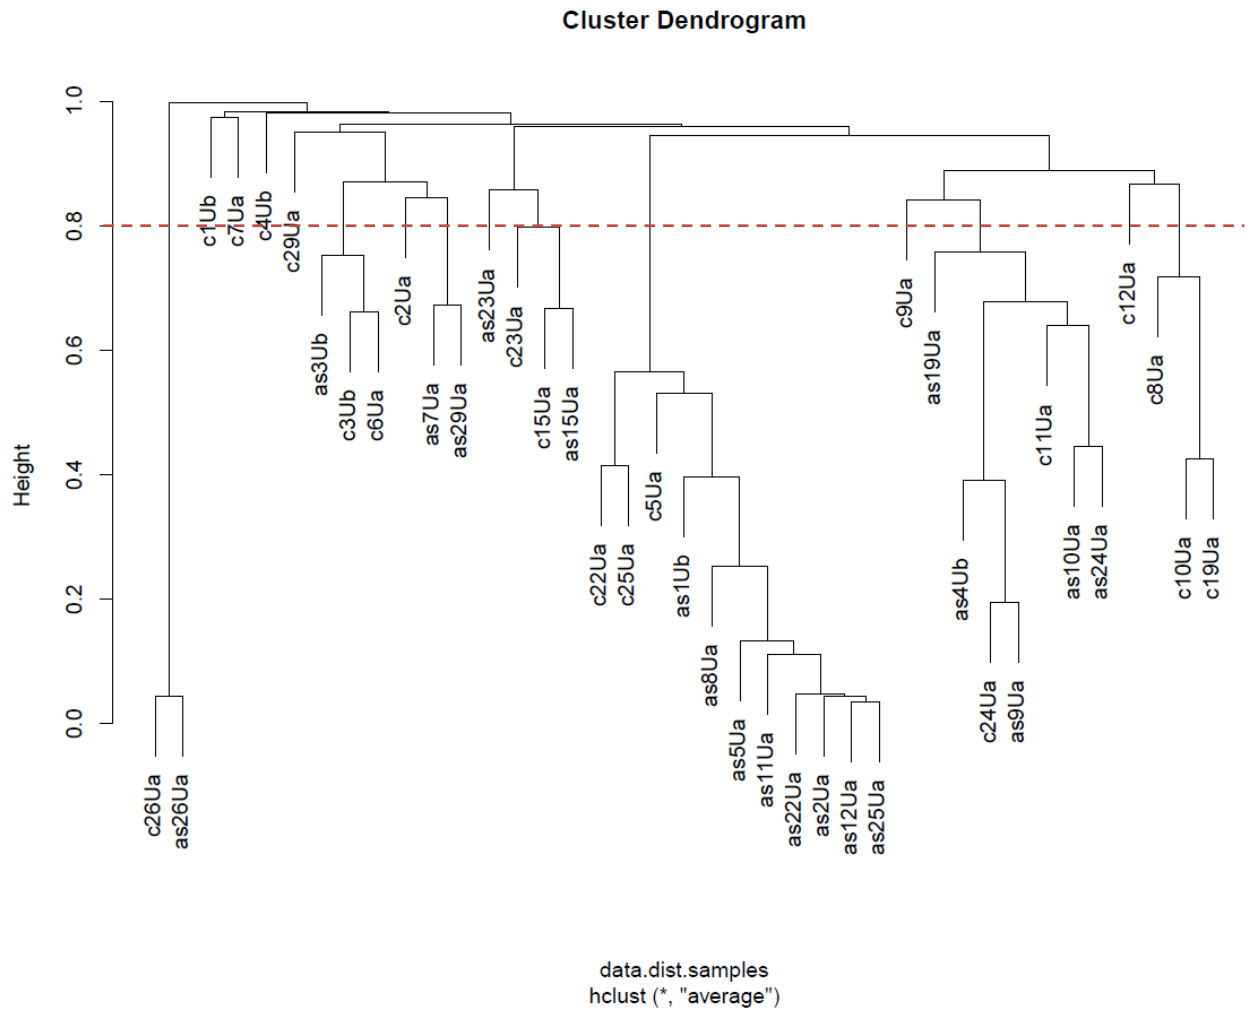 Cluster Dendrogram
Height
1.0
0.8
0.6
0.4
0.2
0.0
c26Ua
as26Ua
c1Ub
c7Ua
c4Ub
c29Ua
as3Ub
c3Ub
c6Ua
c2Ua
as7Ua
as29Ua
as23Ua
c23Ua
c15Ua
as15Ua
c22Ua
c25Ua
c5Ua
as1Ub
as8Ua
as5Ua
as11Ua
as22Ua
as2Ua
as12Ua
as25Ua
c9Ua
as19Ua
as4Ub
c24Ua
as9Ua
c11Ua
as10Ua
as24Ua
c12Ua
c8Ua
c10Ua
c19Ua
data.dist.samples
hclust (*, "average")